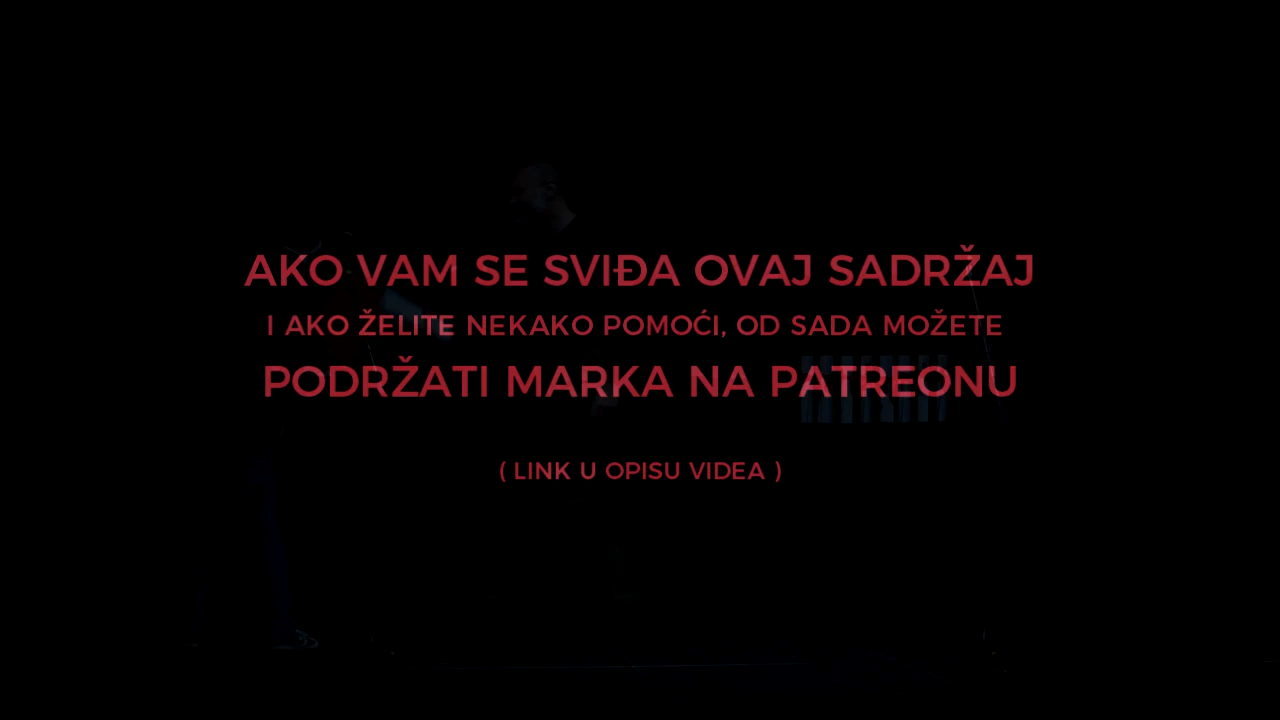 AKO VAM SE SVIĐA OVAJ SADRŽAJ
I AKO ŽELITE NEKAKO POMOĆI, OD SADA MOŽETE
PODRŽATI MARKA NA PATREONU
( LINK U OPISU VIDEA )